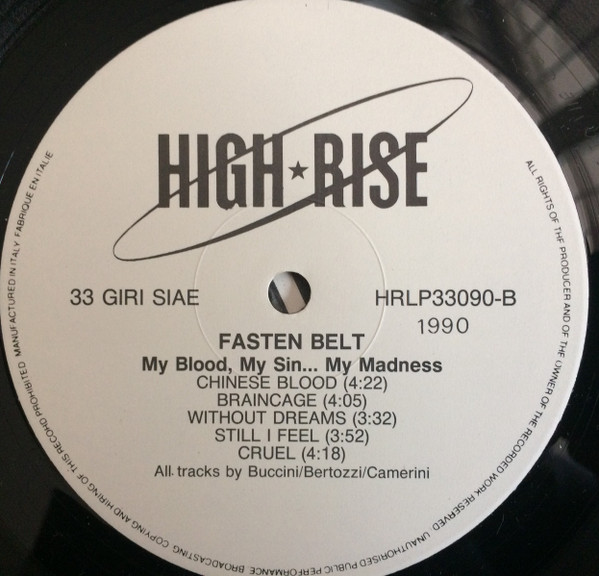 HIGH★RISE
33 GIRI SIAE
HRLP33090-B
1990
FASTEN BELT
My Blood, My Sin... My Madness
CHINESE BLOOD (4:22)
BRAINCAGE (4:05)
WITHOUT DREAMS (3:32)
STILL I FEEL (3:52)
CRUEL (4:18)
All tracks by Buccini/Bertozzi/Camerini
ALL RIGHTS OF THE PRODUCER AND OF THE OWNER OF THE RECORDED WORK RESERVED UNAUTHORISED PUBLIC PERFORMANCE BROADCASTING COPYING AND HIRING OF THIS RECORD PROHIBITED MANUFACTURED IN ITALY FABRIQUE EN ITALIE